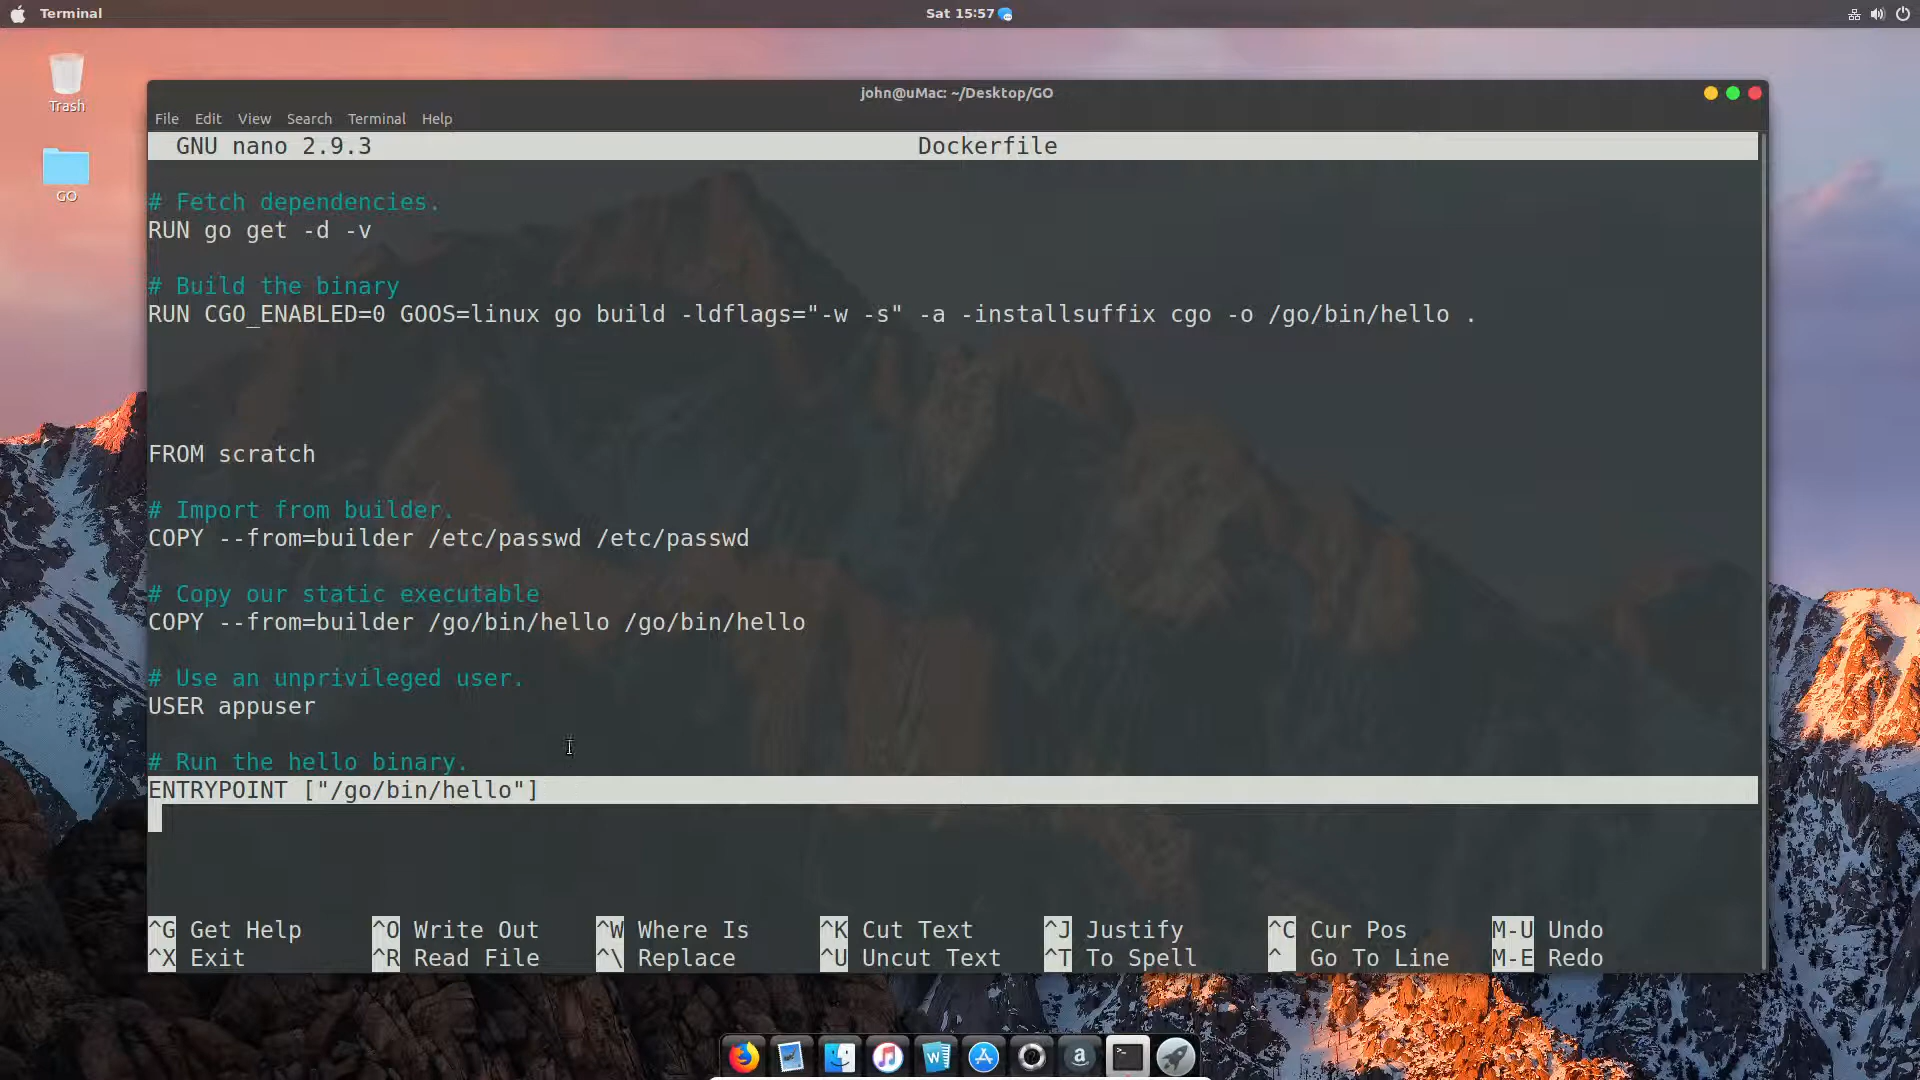 Terminal
Sat 15:57
Trash
GO
john@uMac: ~/Desktop/GO
File Edit View Search Terminal Help
GNU nano 2.9.3 Dockerfile
# Fetch dependencies.
RUN go get -d -v
# Build the binary
RUN CGO_ENABLED=0 GOOS=linux go build -ldflags="-w -s" -a -installsuffix cgo -o /go/bin/hello .
FROM scratch
# Import from builder.
COPY --from=builder /etc/passwd /etc/passwd
# Copy our static executable
COPY --from=builder /go/bin/hello /go/bin/hello
# Use an unprivileged user.
USER appuser
# Run the hello binary.
ENTRYPOINT ["/go/bin/hello"]
^G Get Help ^O Write Out ^W Where Is ^K Cut Text ^J Justify ^C Cur Pos M-U Undo
^X Exit ^R Read File ^\ Replace ^U Uncut Text ^T To Spell ^ Go To Line M-E Redo